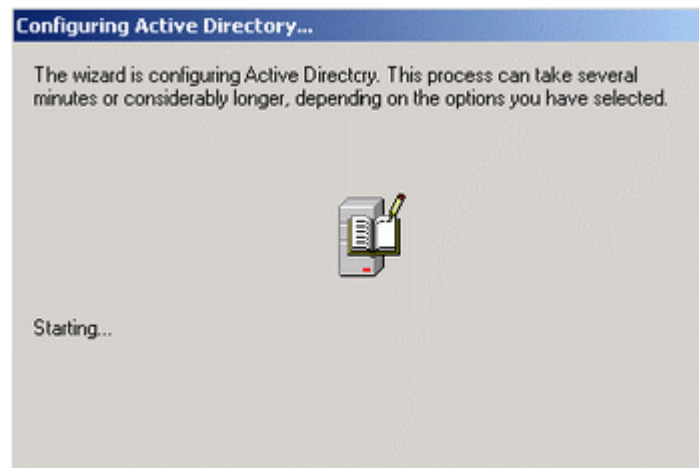 Configuring Active Directory...
The wizard is configuring Active Directory. This process can take several
minutes or considerably longer, depending on the options you have selected.
Starting...